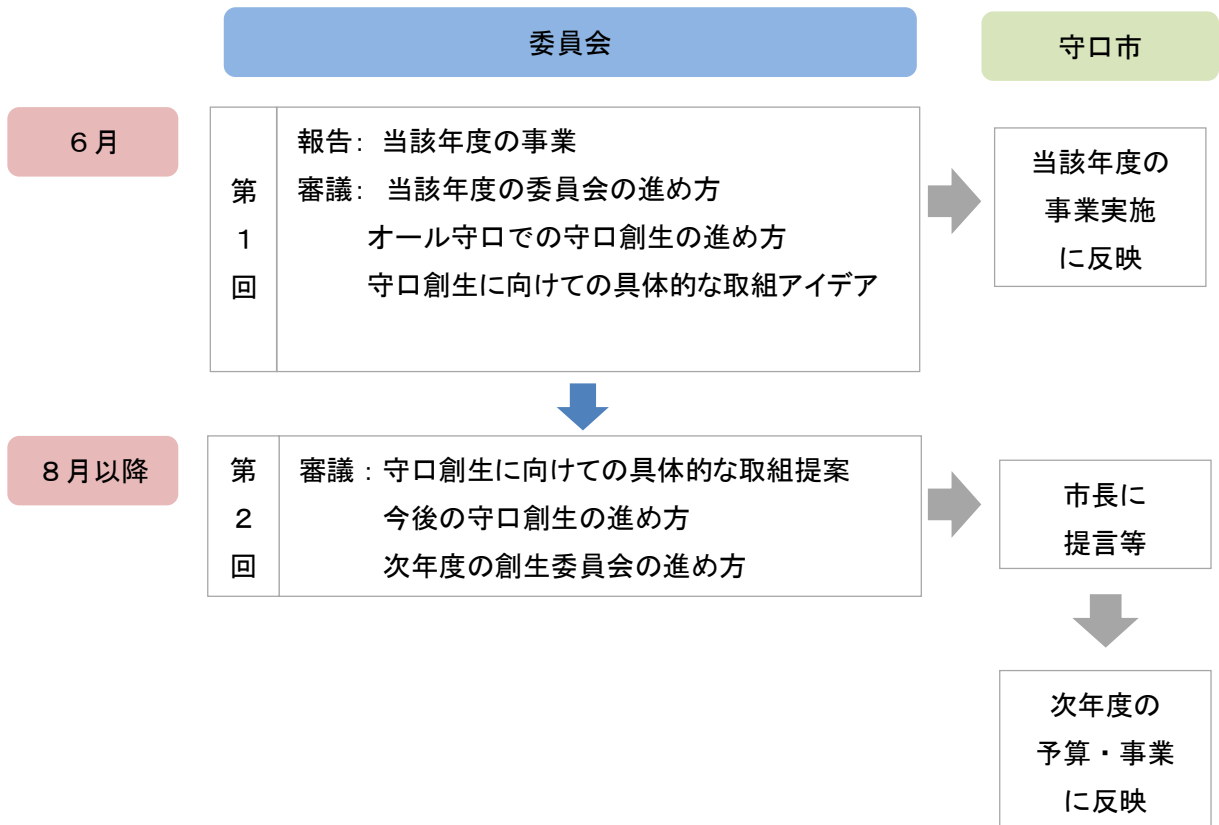 委員会
守口市
６月
第
１
回
報告： 当該年度の事業
審議： 当該年度の委員会の進め方
オール守口での守口創生の進め方
守口創生に向けての具体的な取組アイデア
当該年度の
事業実施
に反映
８月以降
第
２
回
審議：守口創生に向けての具体的な取組提案
今後の守口創生の進め方
次年度の創生委員会の進め方
市長に
提言等
次年度の
予算・事業
に反映